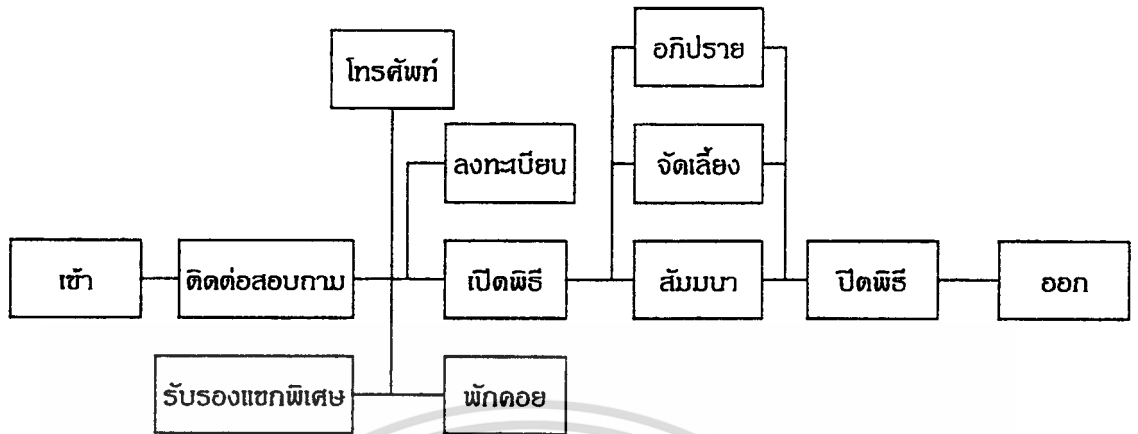 อภิปราย
โทรศัพท์
ลงทะเบียน
จัดเลี้ยง
เข้า
ติดต่อสอบถาม
เปิดพิธี
สัมมนา
ปิดพิธี
ออก
รับรองแขกพิเศษ
พักคอย